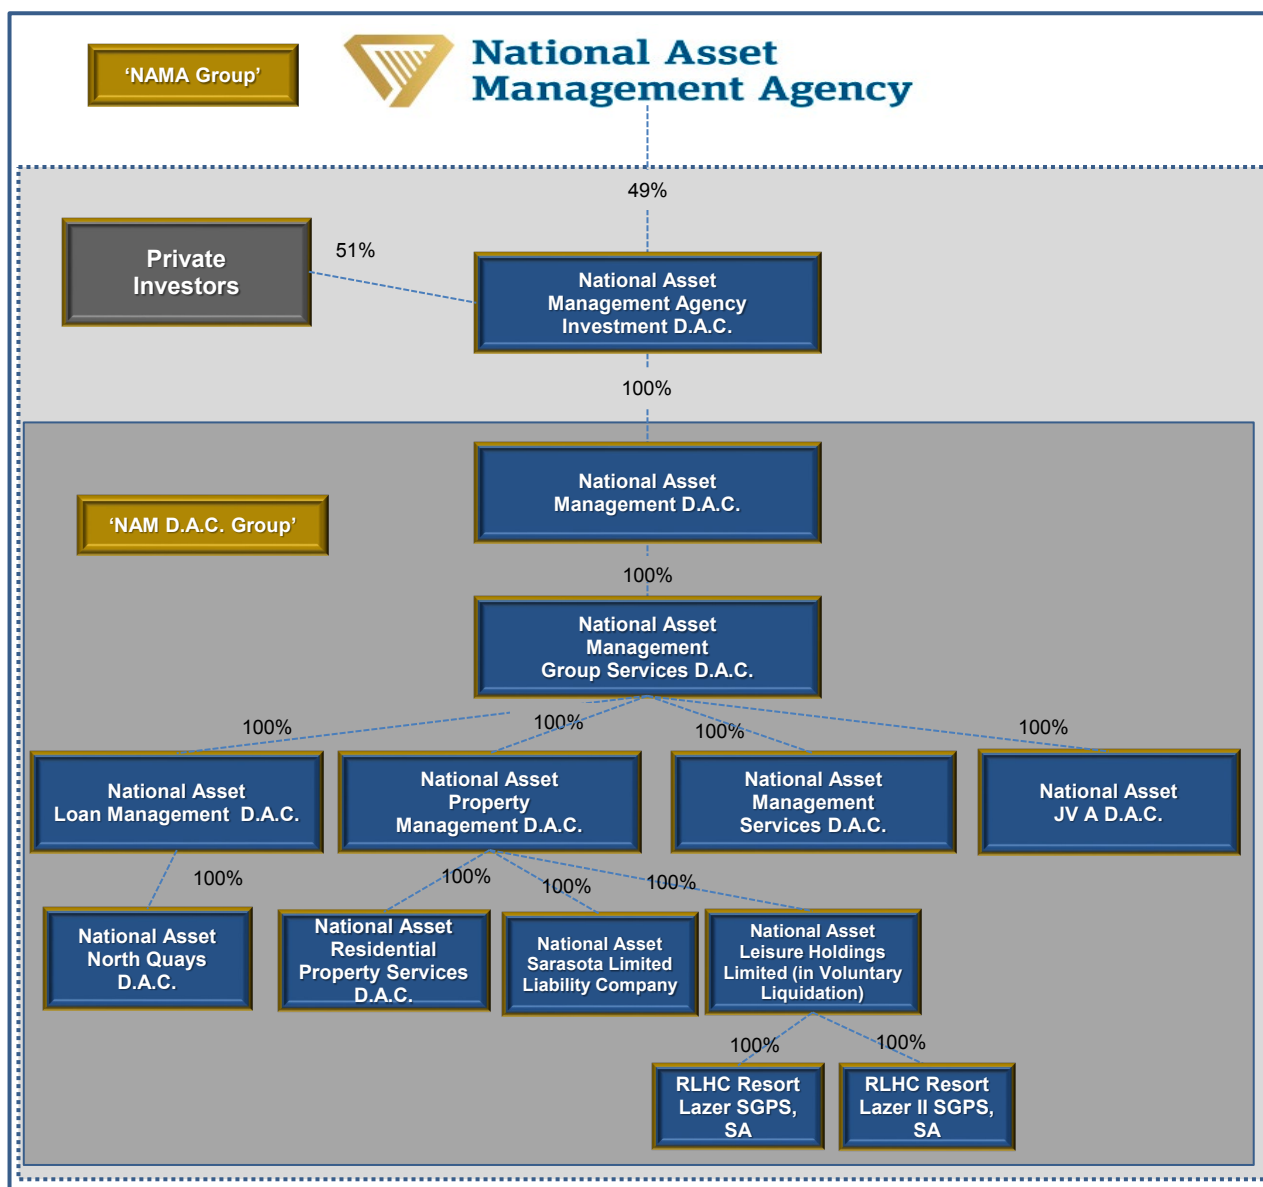 ‘NAMA Group’
National Asset
Management Agency
49%
Private
Investors
51%
National Asset
Management Agency
Investment D.A.C.
100%
National Asset
Management D.A.C.
‘NAM D.A.C. Group’
100%
National Asset
Management
Group Services D.A.C.
100%
100%
100%
100%
National Asset
Loan Management D.A.C.
National Asset
Property
Management D.A.C.
National Asset
Management
Services D.A.C.
National Asset
JV A D.A.C.
100%
100%
100%
100%
National Asset
North Quays
D.A.C.
National Asset
Residential
Property Services
D.A.C.
National Asset
Sarasota Limited
Liability Company
National Asset
Leisure Holdings
Limited (in Voluntary
Liquidation)
100%
100%
RLHC Resort
Lazer SGPS,
SA
RLHC Resort
Lazer II SGPS,
SA